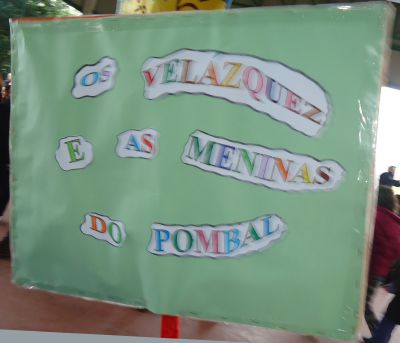 OS VELAZQUEZ
E AS MENINAS
DO POMBAL